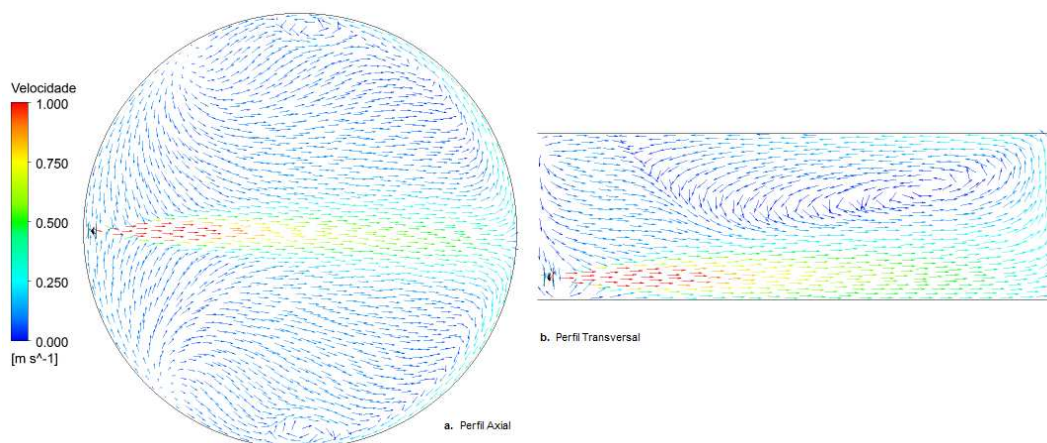 Velocidade
1.000
0.750
0.500
0.250
0.000
[m s^-1]
a. Perfil Axial
b. Perfil Transversal